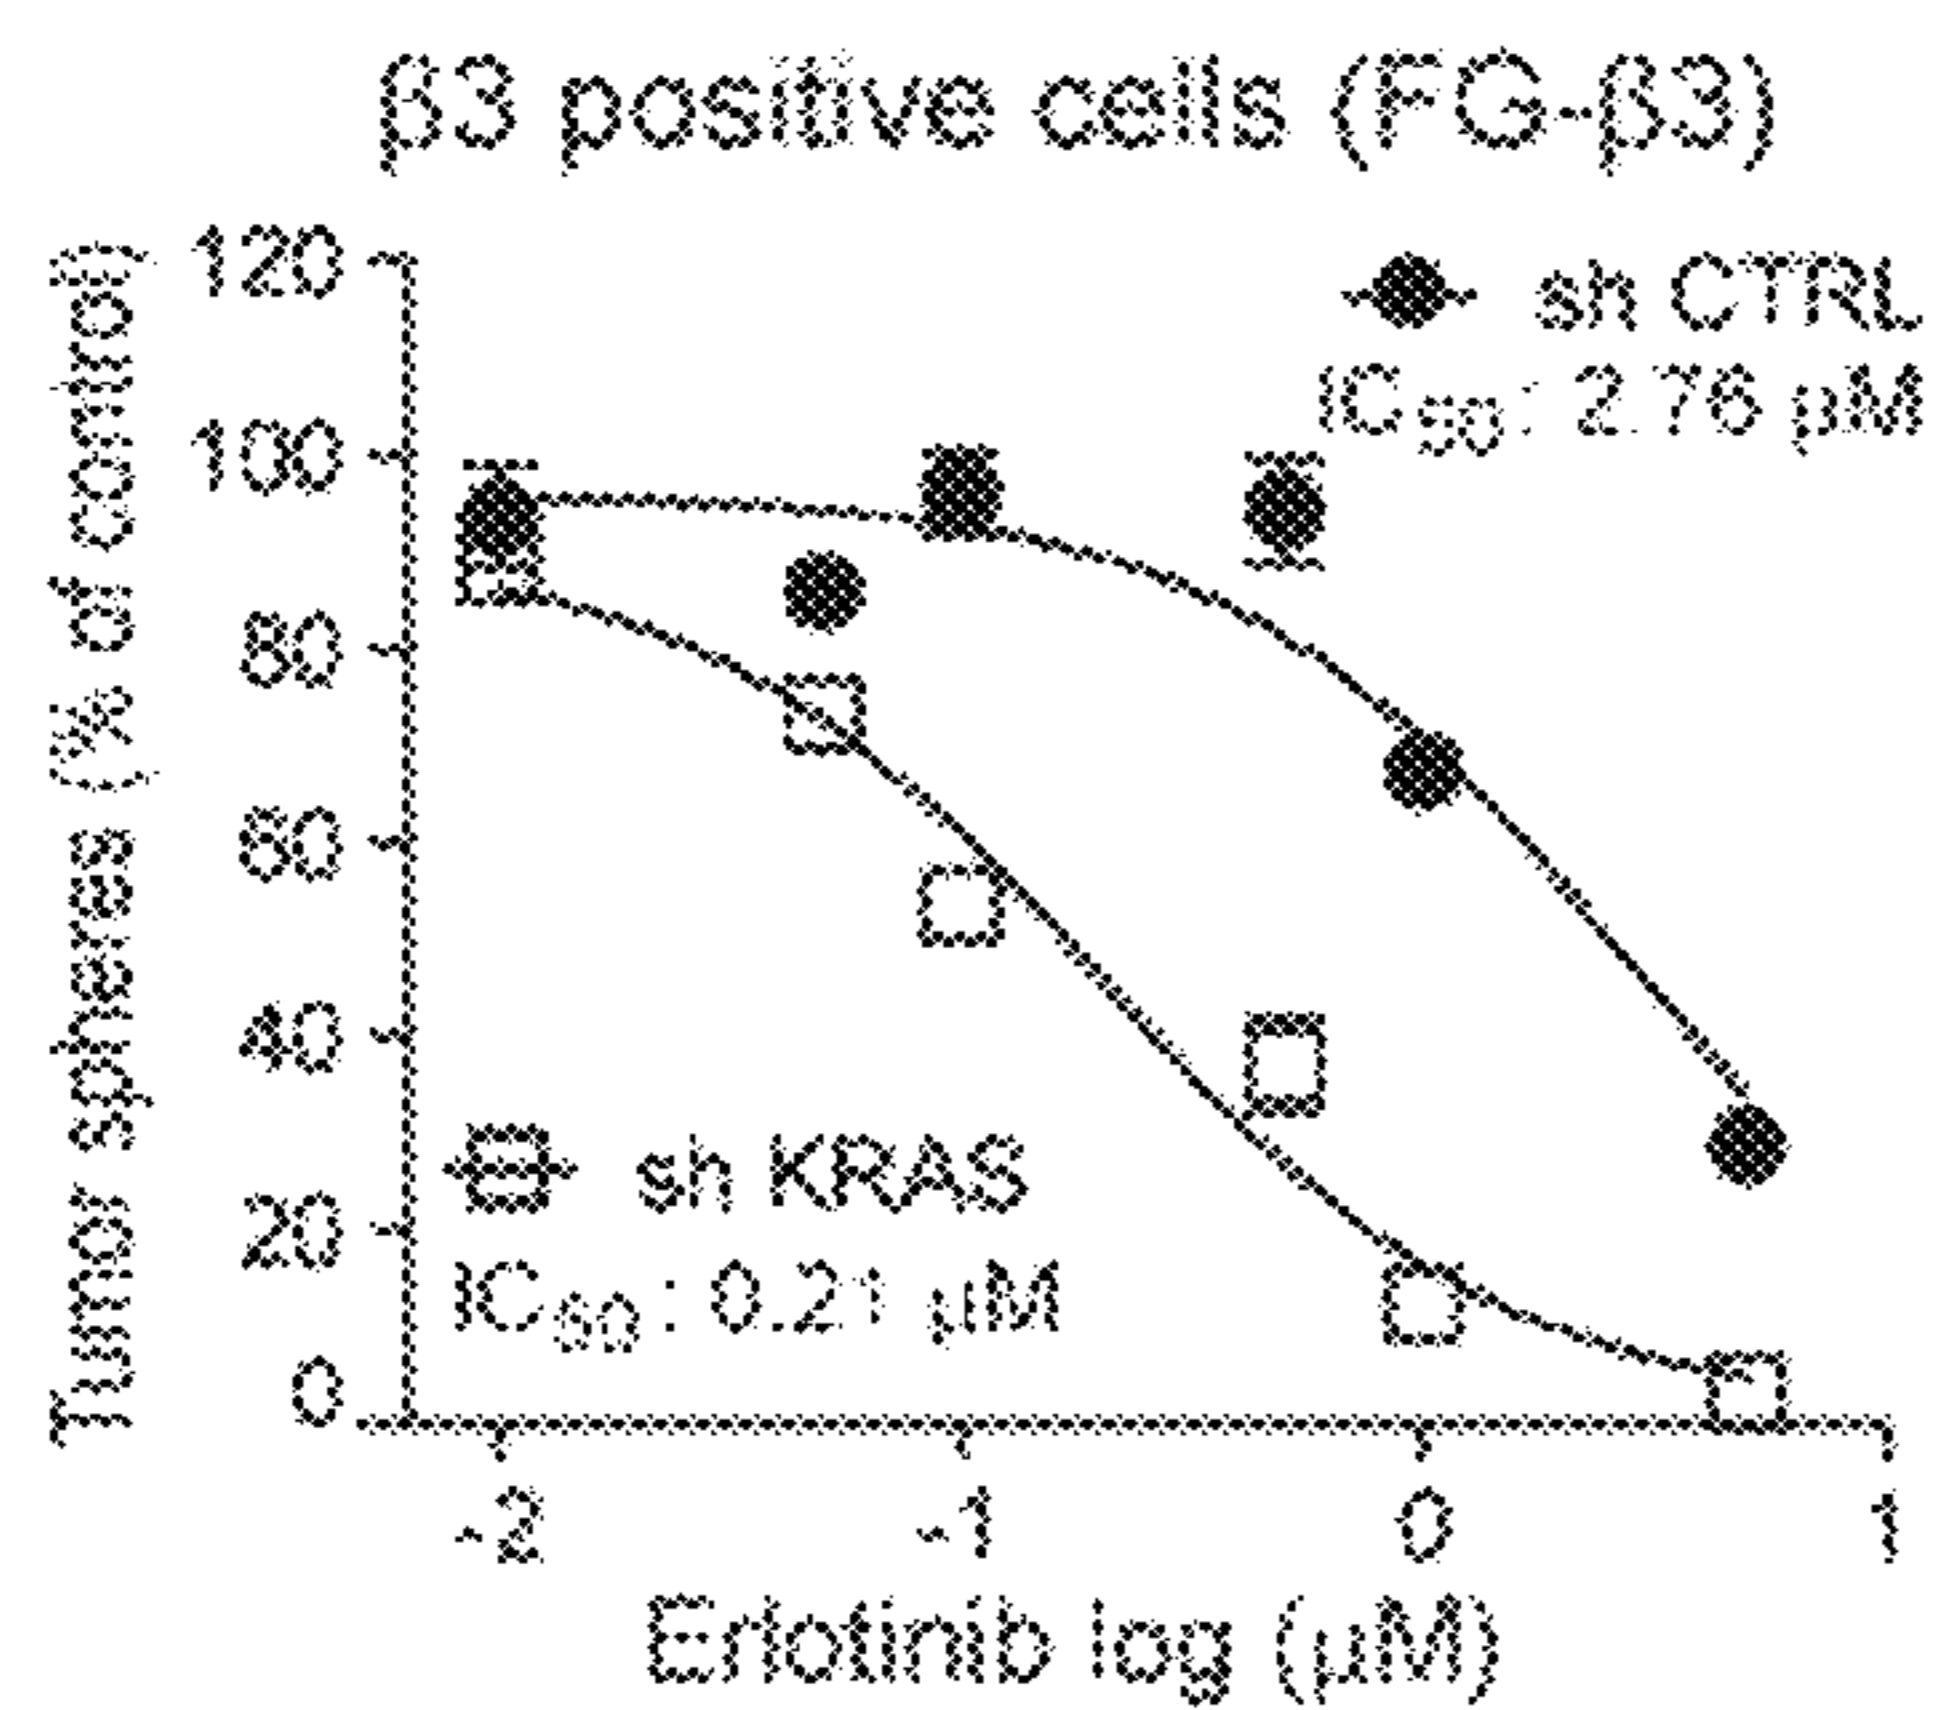 β3 positive cells (FG-β3)
Tumor spheres (% of control)
120
100
80
60
40
20
0
sh CTRL
IC50: 2.76 μM
sh KRAS
IC50: 0.21 μM
-2 -1 0 1
Erlotinib log (μM)